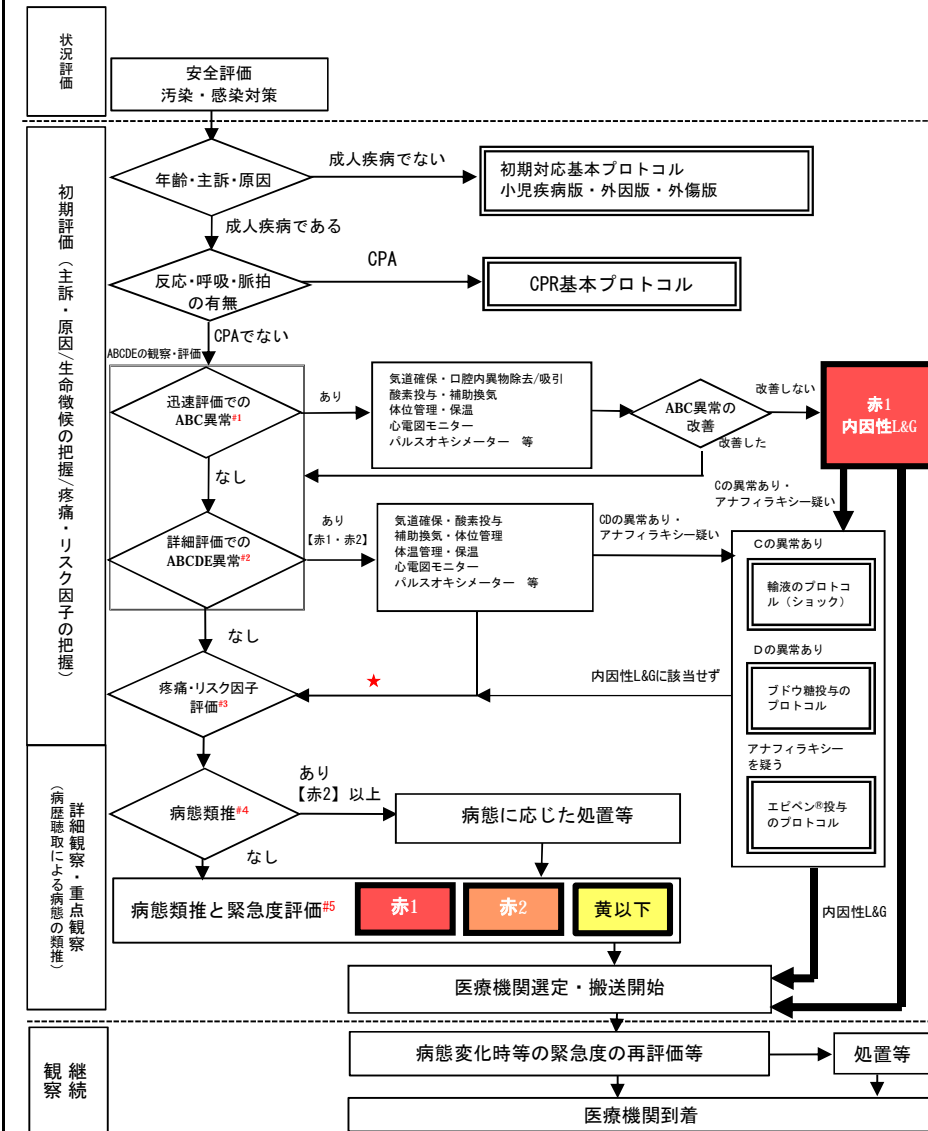 状況評価
安全評価
汚染・感染対策
初期評価（主訴・原因/生命徴候の把握/疼痛・リスク因子の把握）
年齢・主訴・原因
成人疾病でない
初期対応基本プロトコル
小児疾病版・外因版・外傷版
成人疾病である
反応・呼吸・脈拍
の有無
CPA
CPR基本プロトコル
CPAでない
ABCDEの観察・評価
迅速評価での
ABC異常#1
あり
気道確保・口腔内異物除去/吸引
酸素投与・補助換気
体位管理・保温
心電図モニター
パルスオキシメーター 等
ABC異常の
改善
改善しない
改善した
赤1
内因性L&G
なし
Cの異常あり・
アナフィラキシー疑い
詳細評価での
ABCDE異常#2
あり
【赤1・赤2】
気道確保・酸素投与
補助換気・体位管理
体温管理・保温
心電図モニター
パルスオキシメーター 等
CDの異常あり・
アナフィラキシー疑い
Cの異常あり
輸液のプロトコ
ル（ショック）
Dの異常あり
ブドウ糖投与の
プロトコル
アナフィラキシー
を疑う
エピペン®投与
のプロトコル
なし
疼痛・リスク因子
評価#3
★
内因性L&Gに該当せず
詳細観察・重点観察
（病歴聴取による病態の類推）
病態類推#4
あり
【赤2】以上
病態に応じた処置等
なし
病態類推と緊急度評価#5
赤1
赤2
黄以下
内因性L&G
医療機関選定・搬送開始
継続
観察
病態変化時等の緊急度の再評価等
処置等
医療機関到着